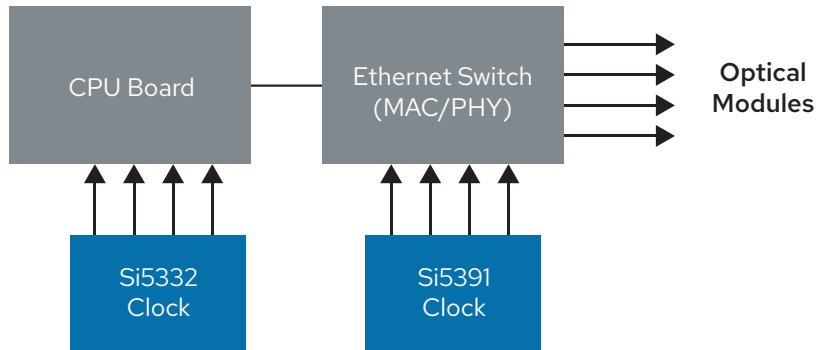 CPU Board
Ethernet Switch
(MAC/PHY)
Optical
Modules
Si5332
Clock
Si5391
Clock